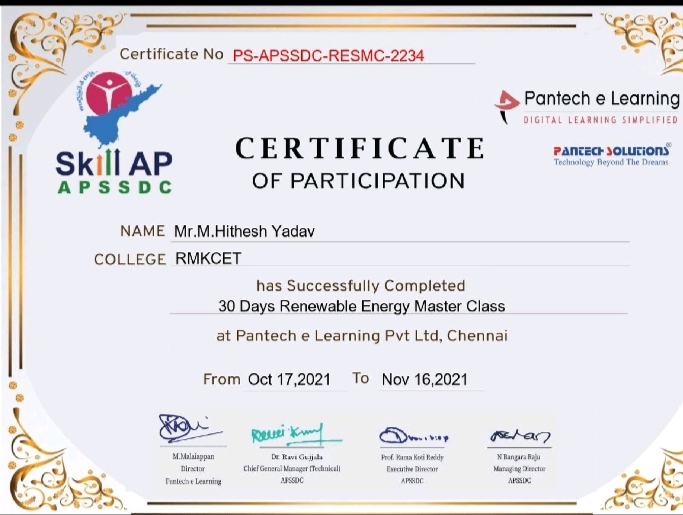 Certificate No PS-APSSDC-RESMC-2234
Skill AP
APSSDC
Pantech e Learning
DIGITAL LEARNING SIMPLIFIED
PANTECH SOLUTIONS®
Technology Beyond The Dreams
CERTIFICATE
OF PARTICIPATION
NAME Mr.M.Hithesh Yadav
COLLEGE RMKCET
has Successfully Completed
30 Days Renewable Energy Master Class
at Pantech e Learning Pvt Ltd, Chennai
From Oct 17,2021 To Nov 16,2021
M.Malaiappan
Director
Pantech e Learning
Dr. Ravi Gujjula
Chief General Manager (Technical)
APSSDC
Prof. Rama Koti Reddy
Executive Director
APSSDC
N Bangara Raju
Managing Director
APSSDC